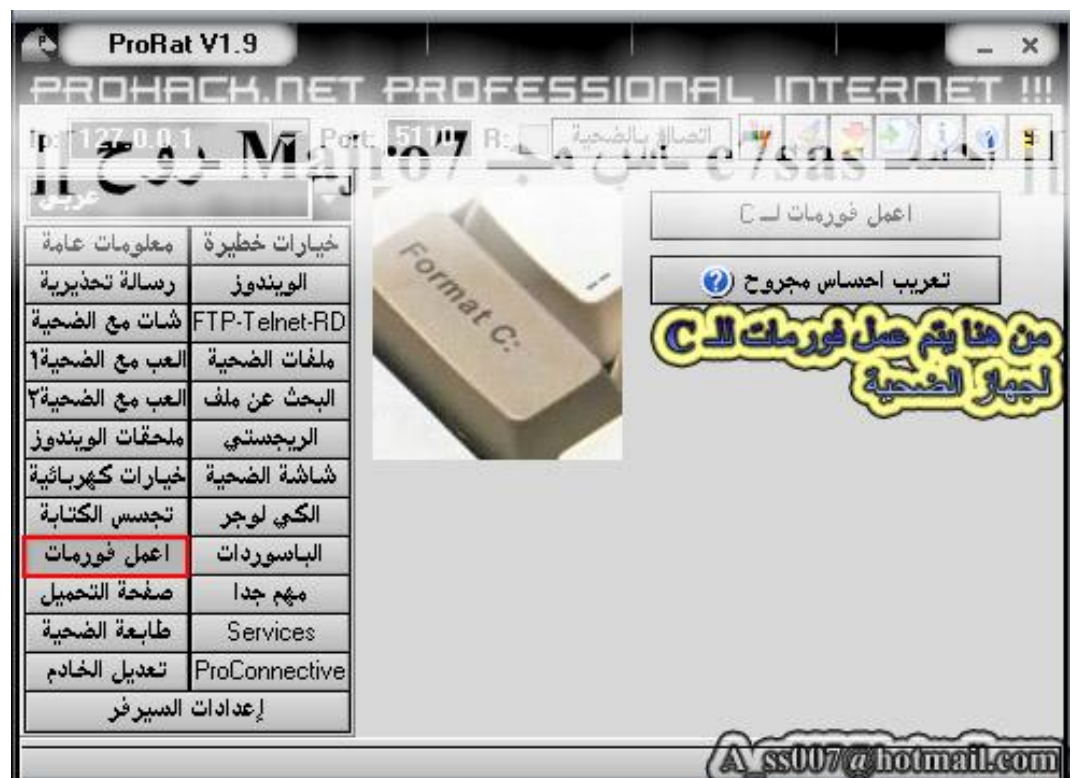 ProRat V1.9
PROHACK.NET PROFESSIONAL INTERNET !!!
Ip: 127.0.0.1 Port: 5110 R: اتصال بالضحية
عربي
معلومات عامة خيارات خطيرة
رسالة تحذيرية الويندوز
شات مع الضحية FTP-Telnet-RD
العب مع الضحية١ ملفات الضحية
العب مع الضحية٢ البحث عن ملف
ملحقات الويندوز الريجستي
خيارات كهربائية شاشة الضحية
تجسس الكتابة الكي لوجر
اعمل فورمات الباسوردات
صفحة التحميل مهم جدا
طابعة الضحية Services
تعديل الخادم ProConnective
إعدادات السيرفر
Format C:
اعمل فورمات لــ C
تعريب احساس مجروح
من هنا يتم عمل فورمات للـ C
لجهاز الضحية
A_ss007@hotmail.com